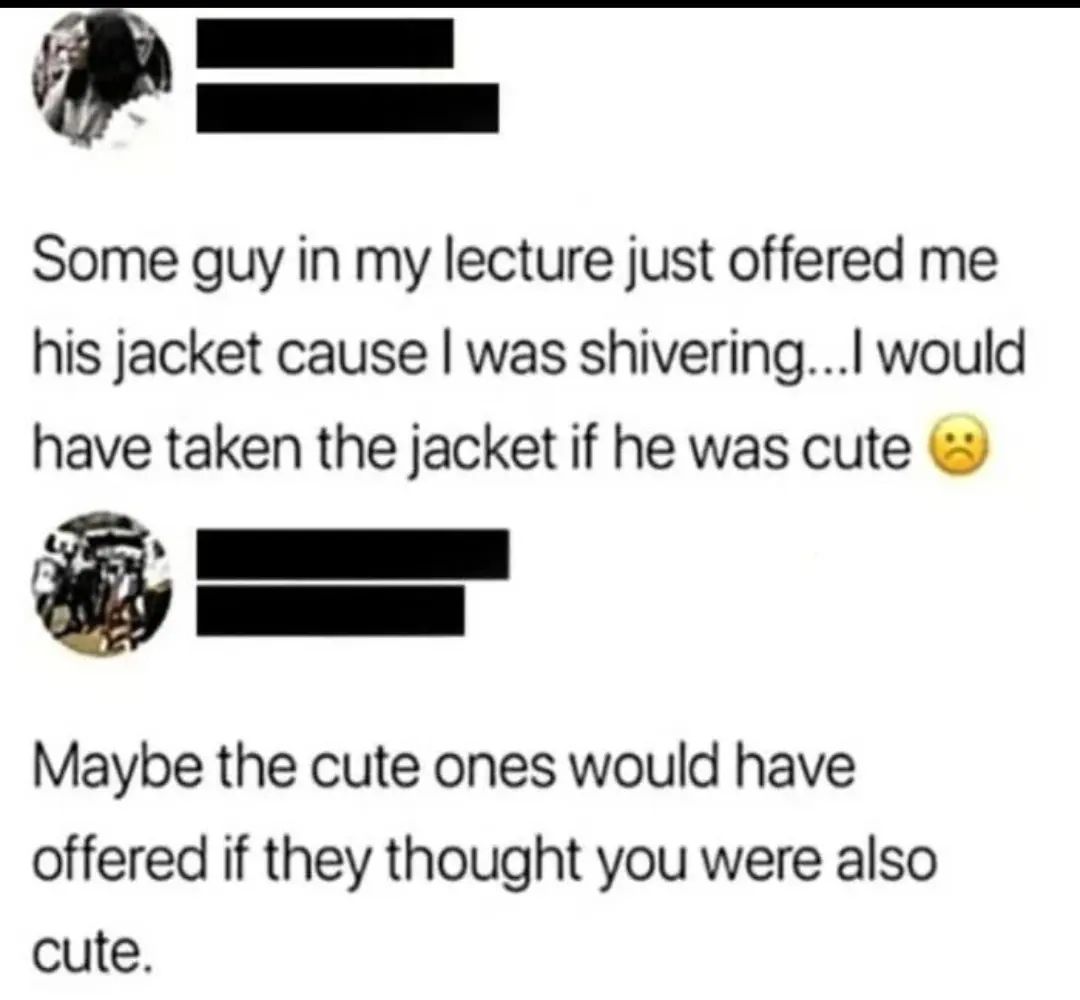 Some guy in my lecture just offered me
his jacket cause I was shivering...I would
have taken the jacket if he was cute ☹️
Maybe the cute ones would have
offered if they thought you were also
cute.